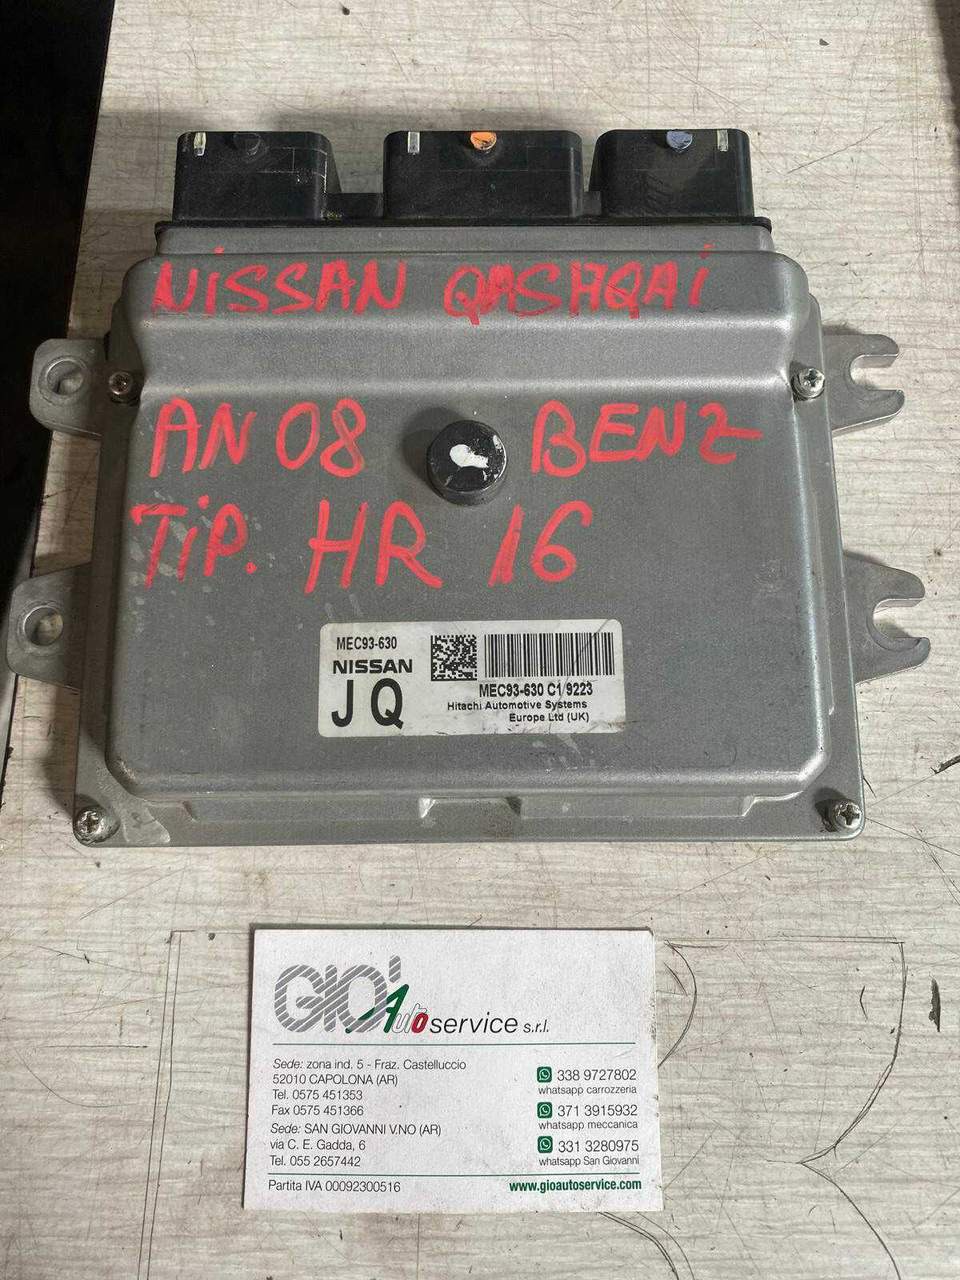 NISSAN QASHQAI
AN 08 BENZ
TIP. HR 16
MEC93-630
NISSAN
JQ
MEC93-630 C1 9223
Hitachi Automotive Systems
Europe Ltd (UK)
GIO' Auto service s.r.l.
Sede: zona ind. 5 - Fraz. Castelluccio
52010 CAPOLONA (AR)
Tel. 0575 451353
Fax 0575 451366
Sede: SAN GIOVANNI V.NO (AR)
via C. E. Gadda, 6
Tel. 055 2657442
338 9727802
whatsapp carrozzeria
371 3915932
whatsapp meccanica
331 3280975
whatsapp San Giovanni
Partita IVA 00092300516
www.gioautoservice.com